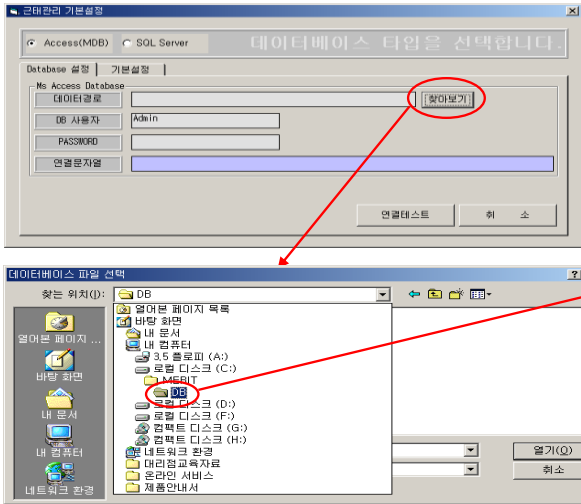 근태관리 기본설정
Access(MDB) SQL Server 데이터베이스 타입을 선택합니다.
Database 설정 기본설정
Ms Access Database
데이터경로 찾아보기
DB 사용자 Admin
PASSWORD
연결문자열
연결테스트 취 소
데이터베이스 파일 선택
찾는 위치(I): DB
열어본 페이지 목록
바탕 화면
내 문서
내 컴퓨터
3,5 플로피 (A:)
로컬 디스크 (C:)
MERIT
DB
로컬 디스크 (D:)
로컬 디스크 (F:)
컴팩트 디스크 (G:)
컴팩트 디스크 (H:)
네트워크 환경
대리점교육자료
온라인 서비스
제품안내서
열어본 페이지 ...
바탕 화면
내 문서
내 컴퓨터
네트워크 환경
열기(O)
취소